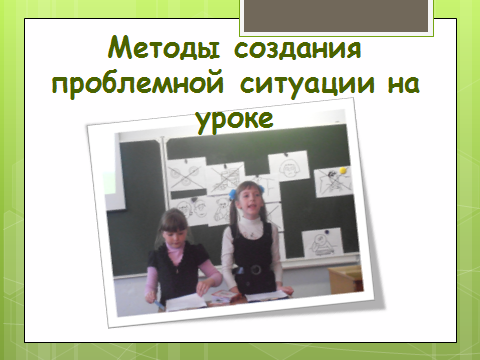 Методы создания
проблемной ситуации на
уроке